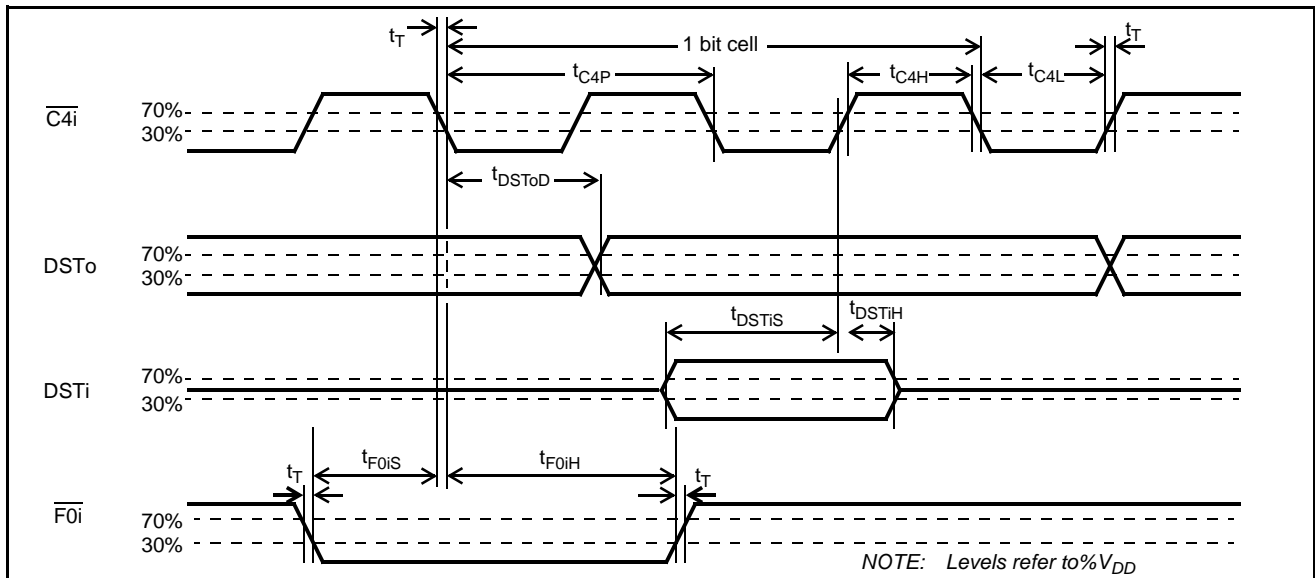 tT
1 bit cell
tT
tC4P
tC4H
tC4L
C4i
70%
30%
tDSToD
DSTo
70%
30%
tDSTiS
tDSTiH
DSTi
70%
30%
tF0iS
tF0iH
tT
tT
F0i
70%
30%
NOTE: Levels refer to%VDD